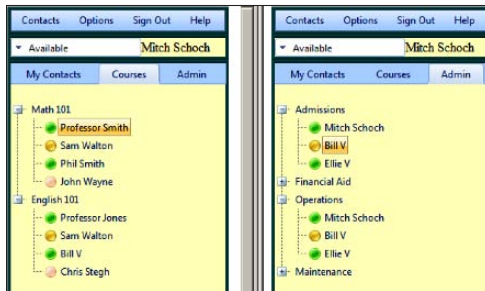 Contacts Options Sign Out Help
Available Mitch Schoch
My Contacts Courses Admin
Math 101
Professor Smith
Sam Walton
Phil Smith
John Wayne
English 101
Professor Jones
Sam Walton
Bill V
Chris Stegh
Contacts Options Sign Out Help
Available Mitch Schoch
My Contacts Courses Admin
Admissions
Mitch Schoch
Bill V
Ellie V
Financial Aid
Operations
Mitch Schoch
Bill V
Ellie V
Maintenance